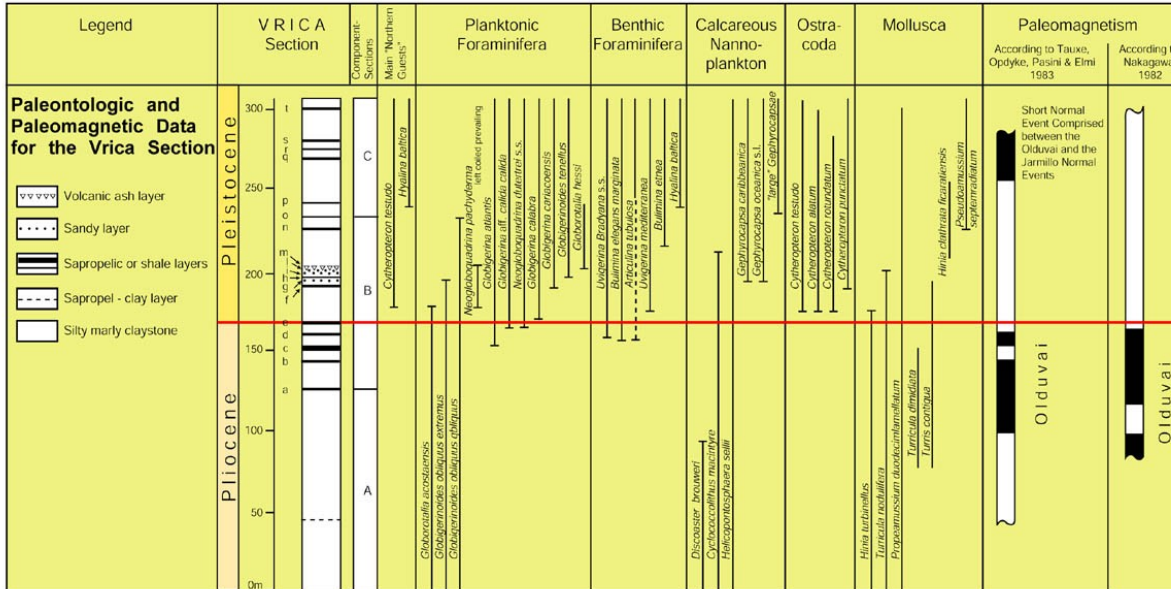 Legend
VRICA
Section
Component-
Sections
Main "Northern
Guests"
Planktonic
Foraminifera
Benthic
Foraminifera
Calcareous
Nanno-
plankton
Ostra-
coda
Mollusca
Paleomagnetism
According to Tauxe,
Opdyke, Pasini & Elmi
1983
According t
Nakagawa
1982
Paleontologic and
Paleomagnetic Data
for the Vrica Section
Volcanic ash layer
Sandy layer
Sapropelic or shale layers
Sapropel - clay layer
Silty marly claystone
Pleistocene
Pliocene
300
250
200
150
100
50
0m
t
s
r
q
p
o
n
m
l
i
h
g
f
e
d
c
b
a
C
B
A
Cytheropteron testudo
Hyalina baltica
Globorotalia acostaensis
Globigerinoides obliquus extremus
Globigerinoides obliquus obliquus
Neogloboquadrina pachyderma
left coiled prevailing
Globigerina atlantis
Globigerina aff. calida calida
Neogloboquadrina dutestrei s.s.
Globigerina calabra
Globigerina cariacoensis
Globigerinoides tenellus
Globorotalia hessi
Uvigerina Bradyana s.s.
Bulimina elegans marginata
Articulina tubulosa
Uvigerina mediterranea
Bulimina etnea
Hyalina baltica
Discoaster brouweri
Cyclococcolithus macintyre
Helicopontosphaera sellii
Gephyrocapsa caribbeanica
Gephyrocapsa oceanica s.l.
"large" Gephyrocapsae
Cytheropteron testudo
Cytheropteron alatum
Cytheropteron rotundatum
Cytheropteron punctatum
Hinia turbinellus
Turricula nodulifera
Propeamussium duodecimlamellatum
Turricula dimidiata
Turris contigua
Hinia clathrata ficaratiensis
Pseudoamussium
septemradiatum
Short Normal
Event Comprised
between the
Olduvai and the
Jarmillo Normal
Events
Olduvai
Olduvai